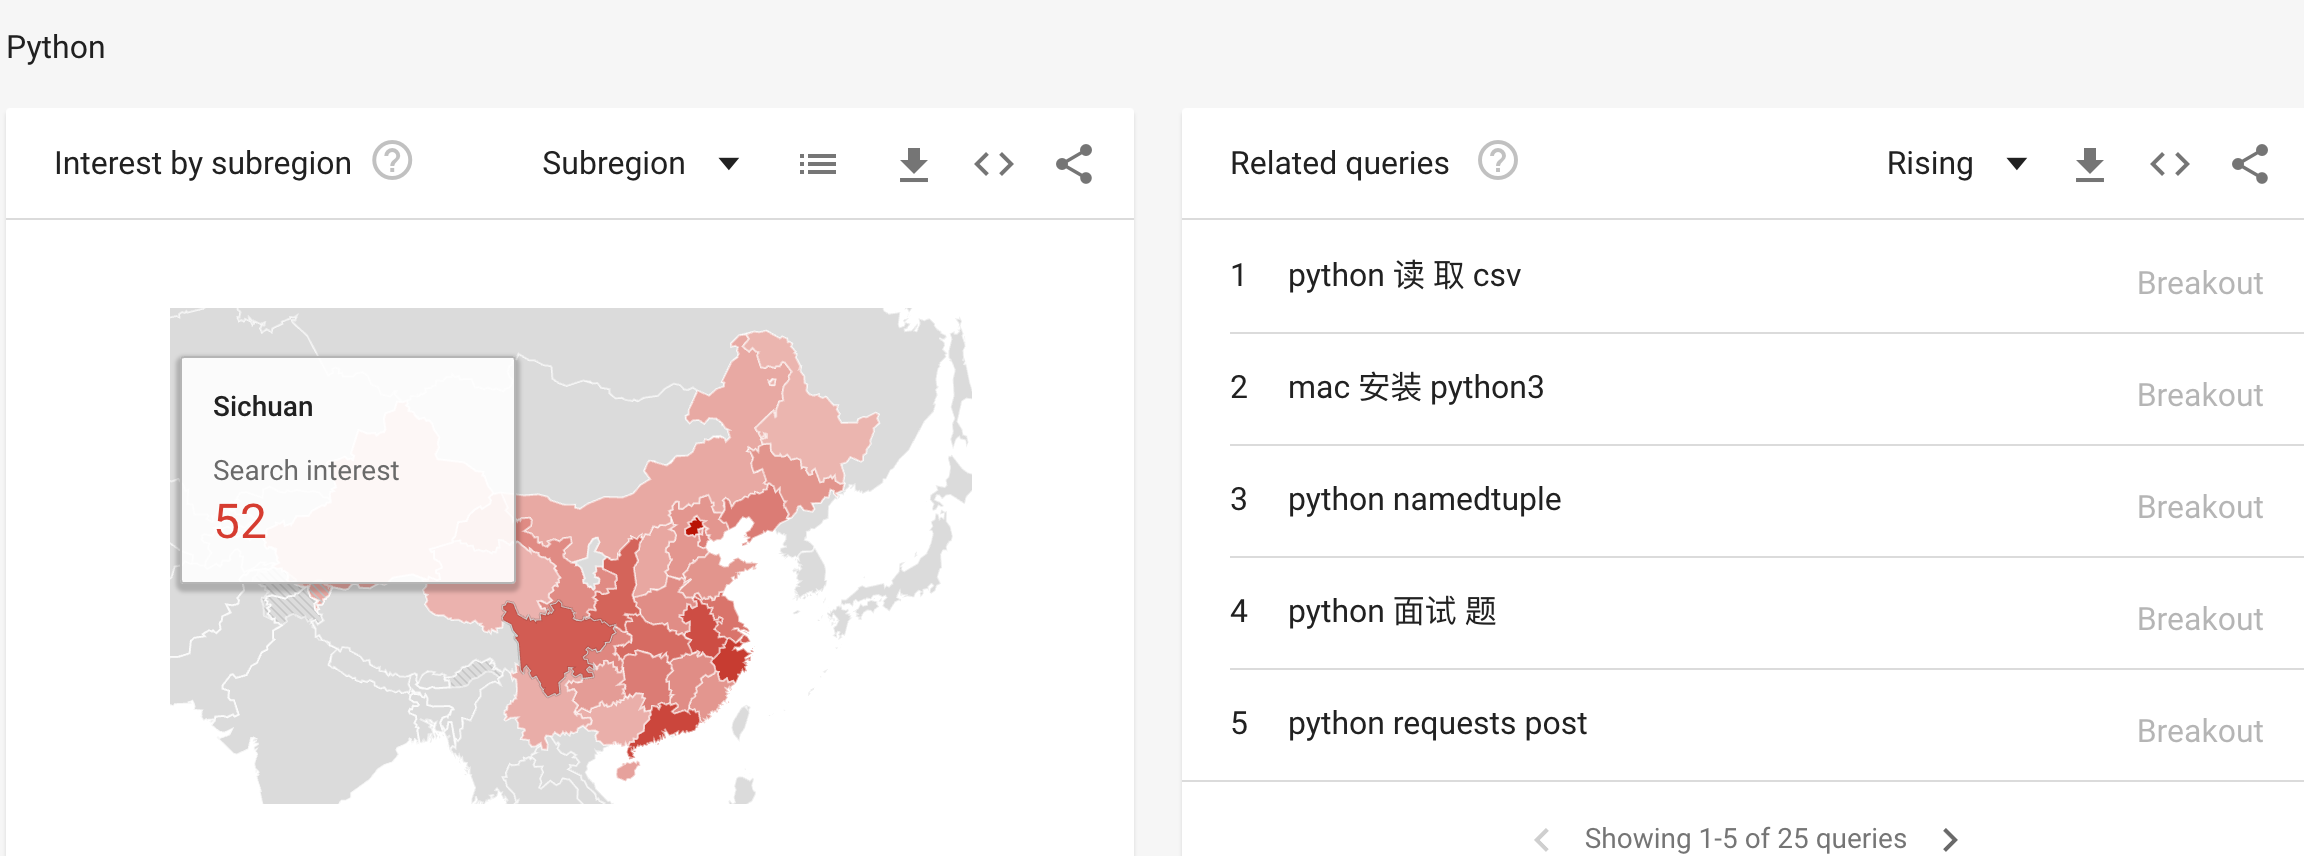 Python
Interest by subregion
Subregion
Related queries
Rising
Sichuan
Search interest
52
1 python 读 取 csv Breakout
2 mac 安装 python3 Breakout
3 python namedtuple Breakout
4 python 面试 题 Breakout
5 python requests post Breakout
Showing 1-5 of 25 queries